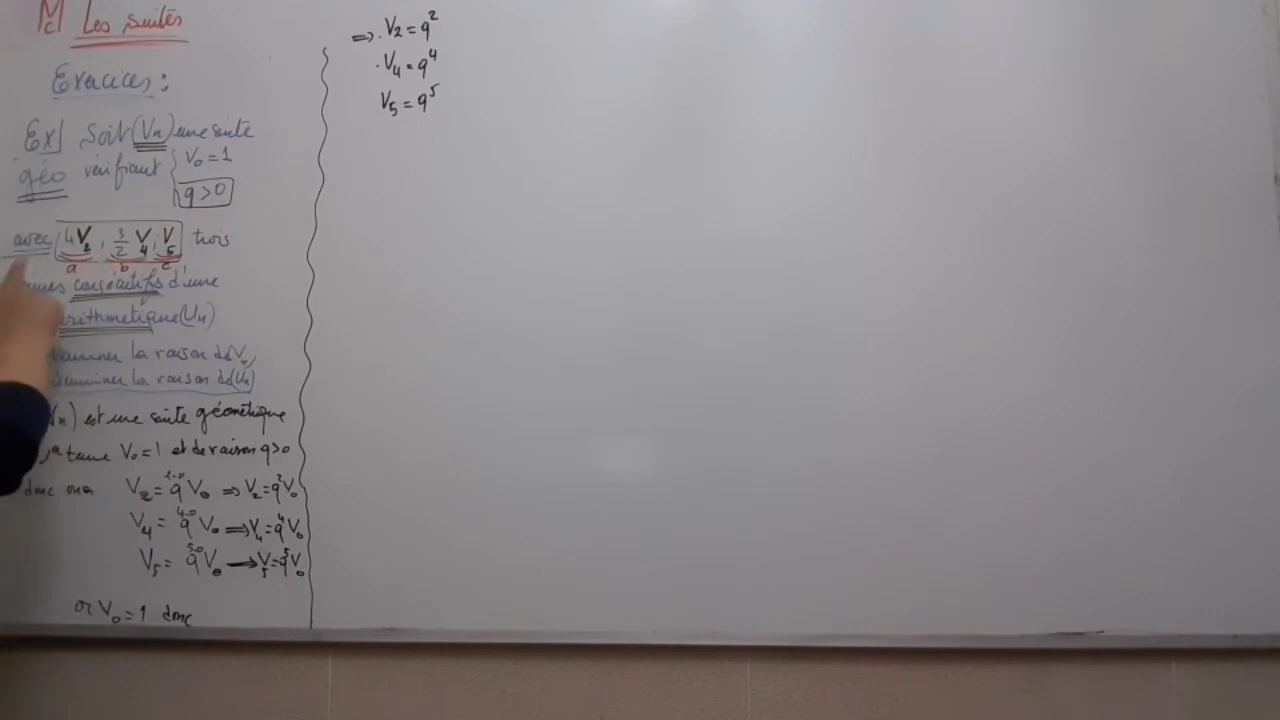 Mc Les suites
Exercices :
Ex1 Soit (Vn) une suite
géo vérifiant { V0 = 1
q > 0
avec 4V2 , 3/2 V4 , V5 trois
a b c
consécutifs d'une
arithmétique (Un)
la raison de Vn
la raison de (Un)
est une suite géométrique
V0 = 1 et de raison q > 0
donc on a V2 = q^2-0 V0 ⇒ V2 = q^2 V0
V4 = q^4-0 V0 ⇒ V4 = q^4 V0
V5 = q^5-0 V0 → V5 = q^5 V0
or V0 = 1 donc
⇒ . V2 = q^2
. V4 = q^4
V5 = q^5